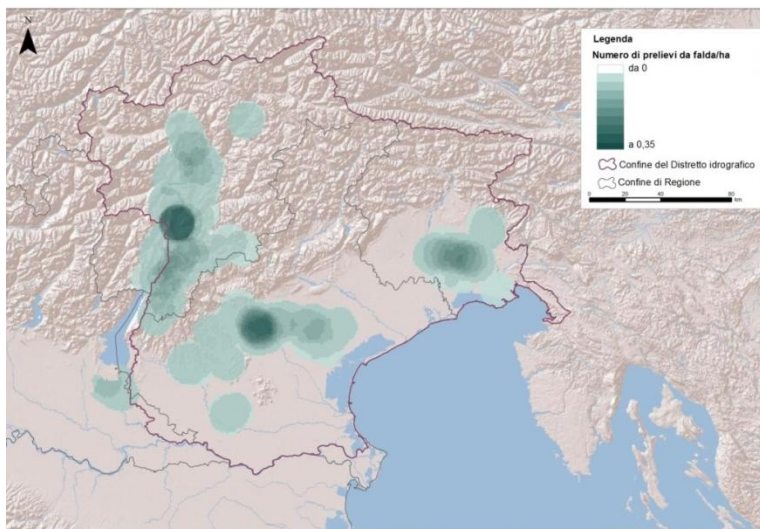 N
Legenda
Numero di prelievi da falda/ha
da 0
a 0,35
Confine del Distretto idrografico
Confine di Regione
0 20 40 80
km